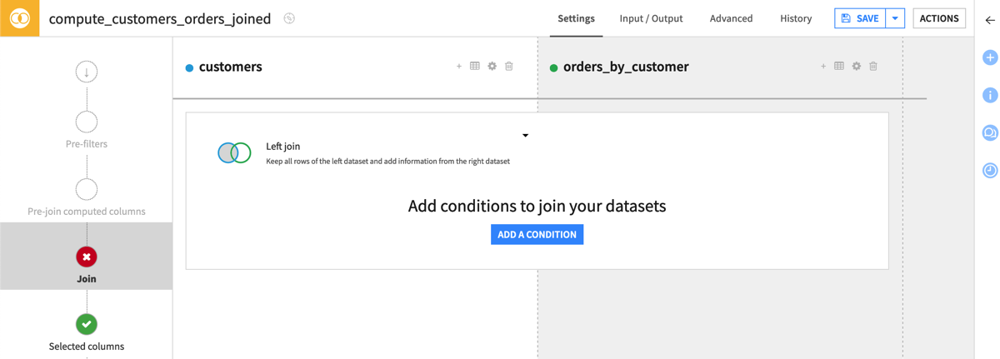 compute_customers_orders_joined
Settings
Input / Output
Advanced
History
SAVE
ACTIONS
customers
orders_by_customer
Pre-filters
Pre-join computed columns
Join
Selected columns
Left join
Keep all rows of the left dataset and add information from the right dataset
Add conditions to join your datasets
ADD A CONDITION